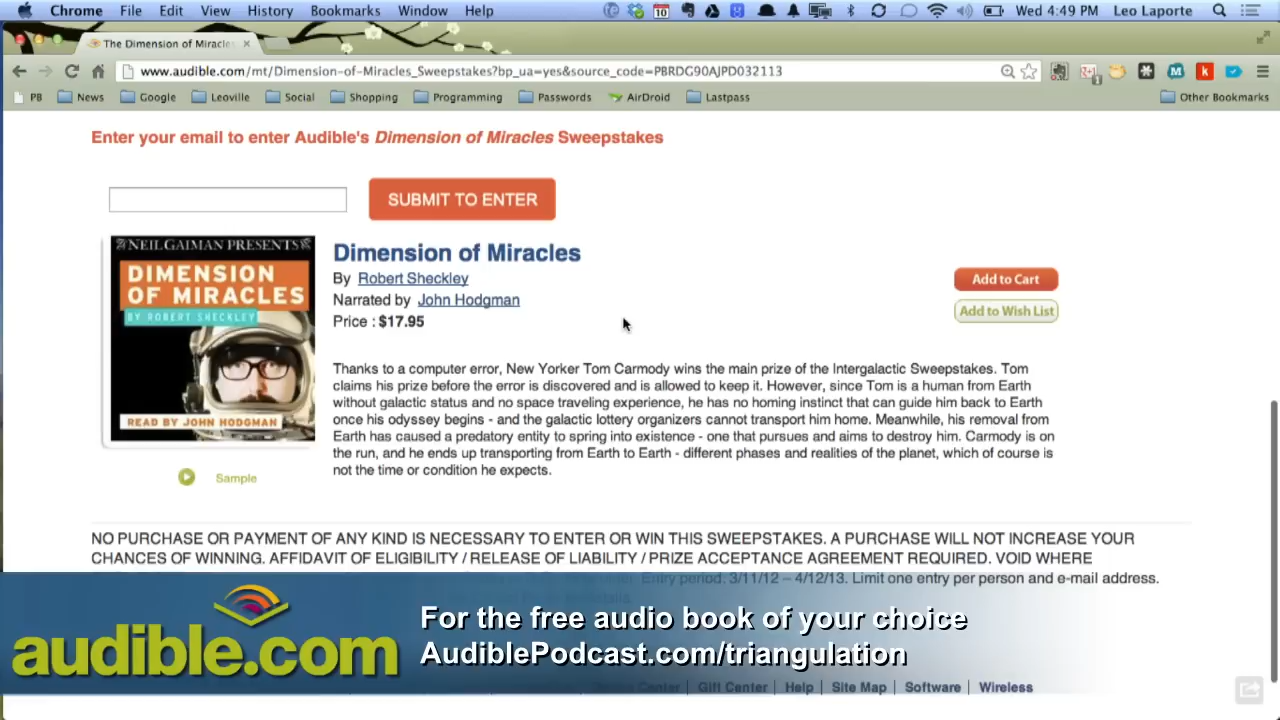 Chrome File Edit View History Bookmarks Window Help 10 Wed 4:49 PM Leo Laporte
The Dimension of Miracles
www.audible.com/mt/Dimension-of-Miracles_Sweepstakes?bp_ua=yes&source_code=PBRDG90AJPD032113
PB News Google Leoville Social Shopping Programming Passwords AirDroid Lastpass Other Bookmarks
Enter your email to enter Audible's Dimension of Miracles Sweepstakes
SUBMIT TO ENTER
NEIL GAIMAN PRESENTS
DIMENSION
OF MIRACLES
BY ROBERT SHECKLEY
READ BY JOHN HODGMAN
Sample
Dimension of Miracles
By Robert Sheckley
Narrated by John Hodgman
Price : $17.95
Add to Cart
Add to Wish List
Thanks to a computer error, New Yorker Tom Carmody wins the main prize of the Intergalactic Sweepstakes. Tom
claims his prize before the error is discovered and is allowed to keep it. However, since Tom is a human from Earth
without galactic status and no space traveling experience, he has no homing instinct that can guide him back to Earth
once his odyssey begins - and the galactic lottery organizers cannot transport him home. Meanwhile, his removal from
Earth has caused a predatory entity to spring into existence - one that pursues and aims to destroy him. Carmody is on
the run, and he ends up transporting from Earth to Earth - different phases and realities of the planet, which of course is
not the time or condition he expects.
NO PURCHASE OR PAYMENT OF ANY KIND IS NECESSARY TO ENTER OR WIN THIS SWEEPSTAKES. A PURCHASE WILL NOT INCREASE YOUR
CHANCES OF WINNING. AFFIDAVIT OF ELIGIBILITY / RELEASE OF LIABILITY / PRIZE ACCEPTANCE AGREEMENT REQUIRED. VOID WHERE
Entry period: 3/11/12 – 4/12/13. Limit one entry per person and e-mail address.
audible.com
For the free audio book of your choice
AudiblePodcast.com/triangulation
Center | Gift Center | Help | Site Map | Software | Wireless